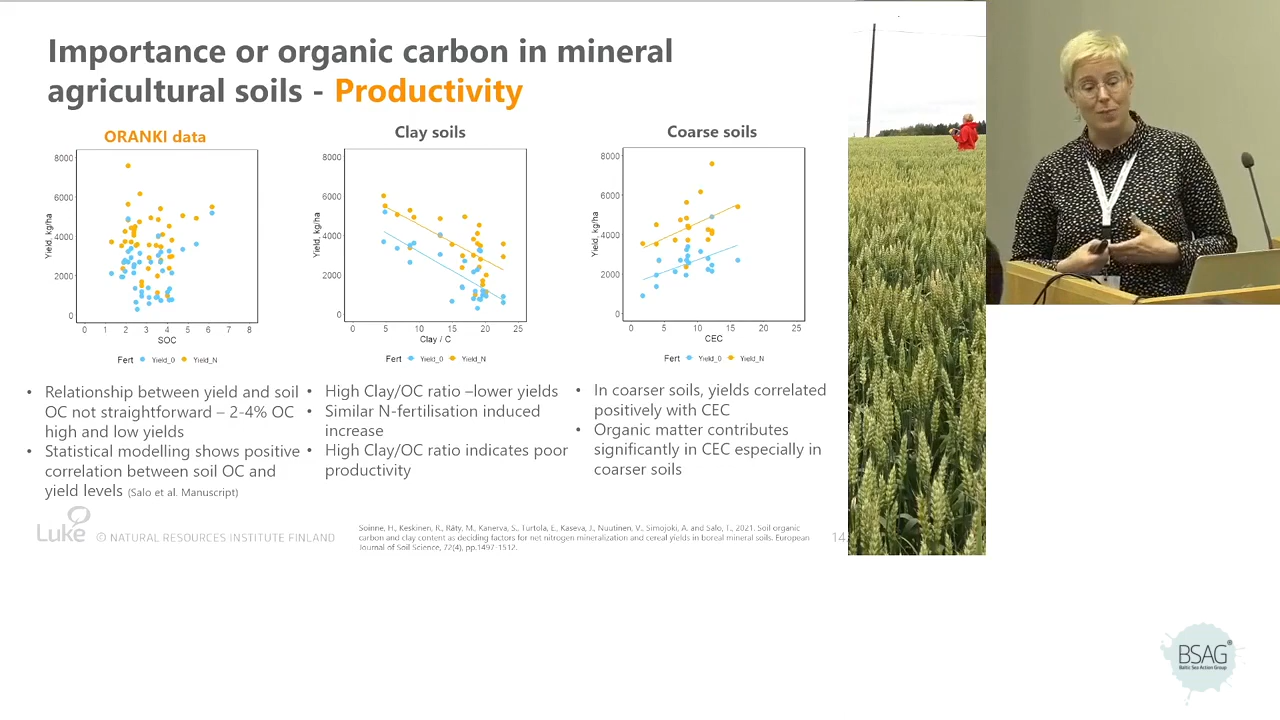 Importance or organic carbon in mineral
agricultural soils - Productivity
ORANKI data
Yield, kg/ha
8000
6000
4000
2000
0
0 1 2 3 4 5 6 7 8
SOC
Fert Yield_0 Yield_N
Clay soils
Yield, kg/ha
8000
6000
4000
2000
0
0 5 10 15 20 25
Clay / C
Fert Yield_0 Yield_N
Coarse soils
Yield, kg/ha
8000
6000
4000
2000
0
0 5 10 15 20 25
CEC
Fert Yield_0 Yield_N
• Relationship between yield and soil
OC not straightforward – 2-4% OC
high and low yields
• Statistical modelling shows positive
correlation between soil OC and
yield levels (Salo et al. Manuscript)
• High Clay/OC ratio –lower yields
• Similar N-fertilisation induced
increase
• High Clay/OC ratio indicates poor
productivity
• In coarser soils, yields correlated
positively with CEC
• Organic matter contributes
significantly in CEC especially in
coarser soils
Luke © NATURAL RESOURCES INSTITUTE FINLAND
Soinne, H., Keskinen, R., Räty, M., Kanerva, S., Turtola, E., Kaseva, J., Nuutinen, V., Simojoki, A. and Salo, T., 2021. Soil organic
carbon and clay content as deciding factors for net nitrogen mineralization and cereal yields in boreal mineral soils. European
Journal of Soil Science, 72(4), pp.1497-1512.
BSAG®
Baltic Sea Action Group